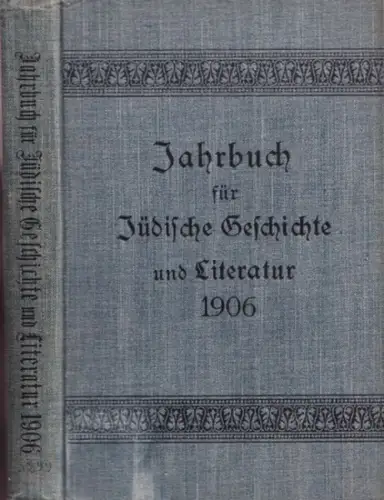 Jahrbuch für Jüdische Geschichte und Literatur 1906
Jahrbuch
für
Jüdische Geschichte
und Literatur
1906